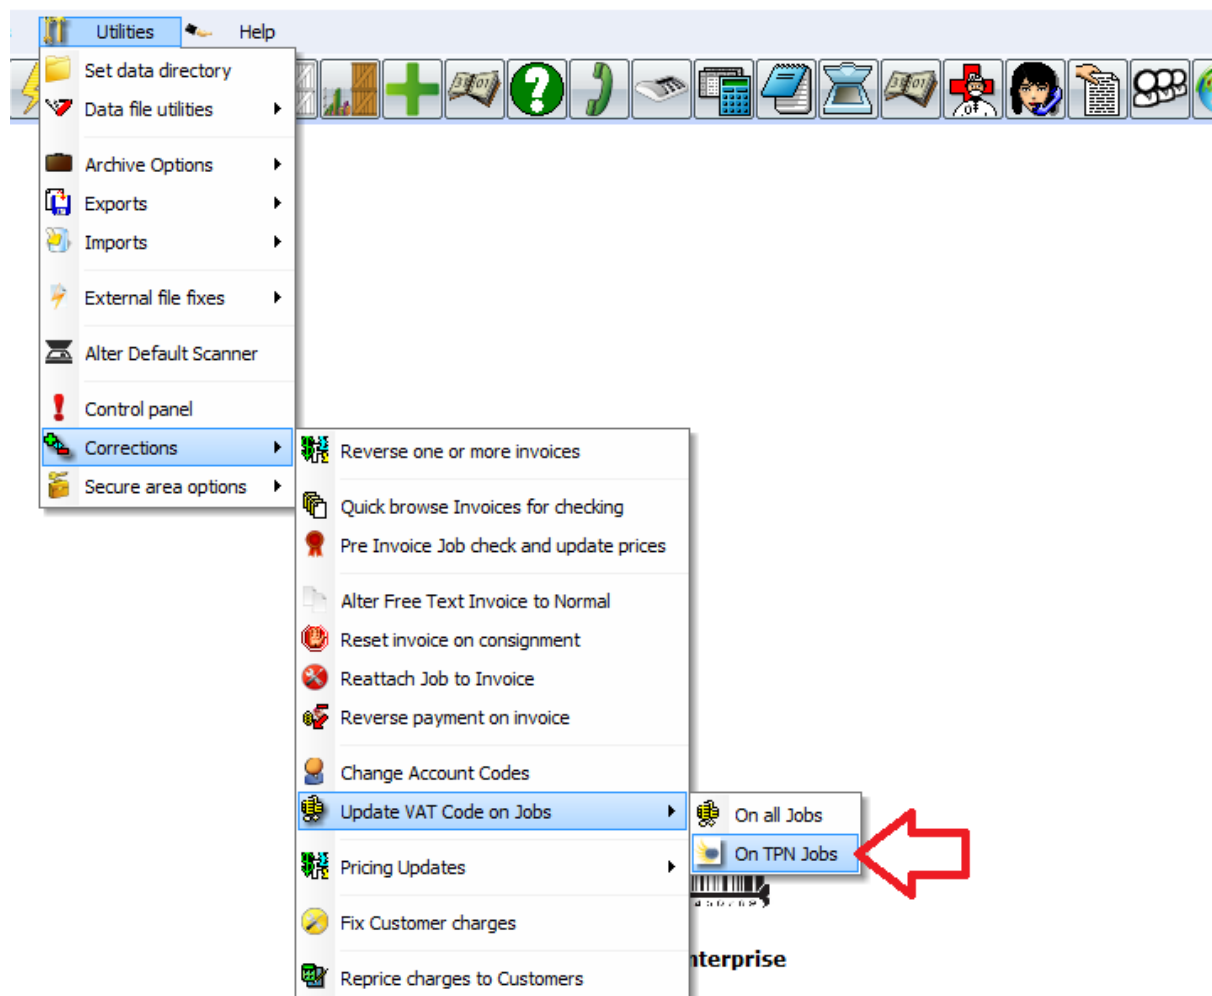 Utilities
Help
Set data directory
Data file utilities
Archive Options
Exports
Imports
External file fixes
Alter Default Scanner
Control panel
Corrections
Secure area options
Reverse one or more invoices
Quick browse Invoices for checking
Pre Invoice Job check and update prices
Alter Free Text Invoice to Normal
Reset invoice on consignment
Reattach Job to Invoice
Reverse payment on invoice
Change Account Codes
Update VAT Code on Jobs
On all Jobs
On TPN Jobs
Pricing Updates
Fix Customer charges
nterprise
Reprice charges to Customers